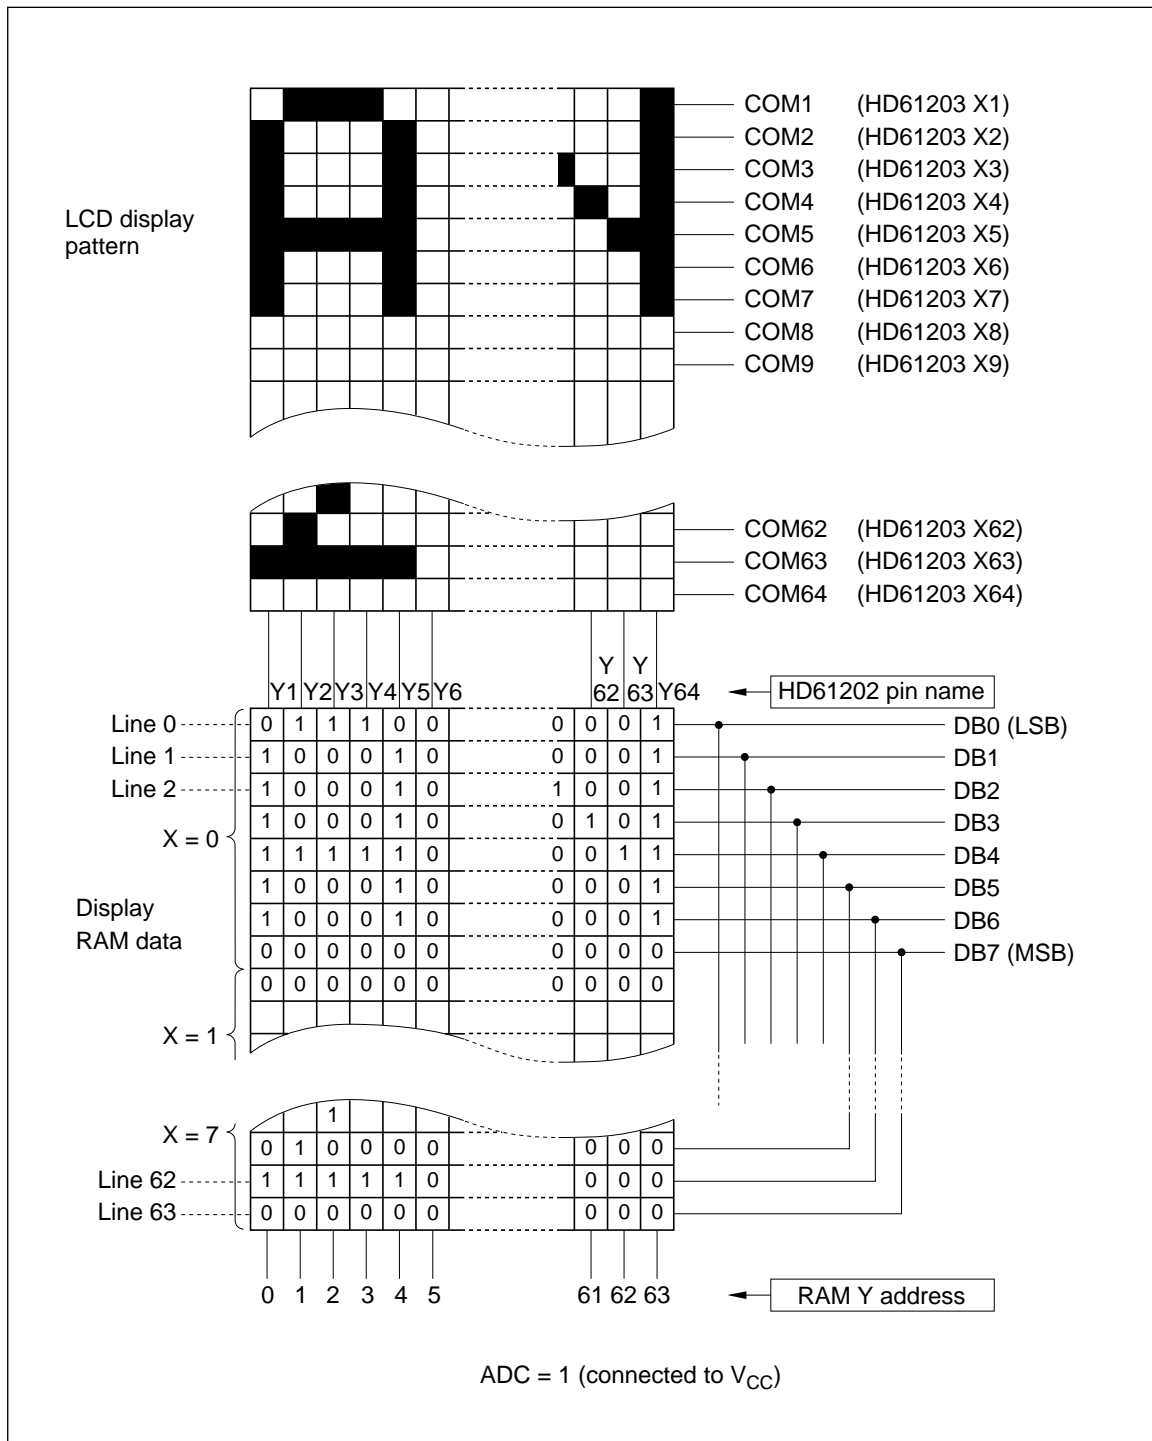 COM1 (HD61203 X1)
COM2 (HD61203 X2)
COM3 (HD61203 X3)
COM4 (HD61203 X4)
LCD display
pattern
COM5 (HD61203 X5)
COM6 (HD61203 X6)
COM7 (HD61203 X7)
COM8 (HD61203 X8)
COM9 (HD61203 X9)
COM62 (HD61203 X62)
COM63 (HD61203 X63)
COM64 (HD61203 X64)
Y1 Y2 Y3 Y4 Y5 Y6 Y 62 Y 63 Y64 HD61202 pin name
Line 0 0 1 1 1 0 0 0 0 0 1 DB0 (LSB)
Line 1 1 0 0 0 1 0 0 0 0 1 DB1
Line 2 1 0 0 0 1 0 1 0 0 1 DB2
1 0 0 0 1 0 0 1 0 1 DB3
X = 0
1 1 1 1 1 0 0 0 1 1 DB4
1 0 0 0 1 0 0 0 0 1 DB5
Display
RAM data
1 0 0 0 1 0 0 0 0 1 DB6
0 0 0 0 0 0 0 0 0 0 DB7 (MSB)
0 0 0 0 0 0 0 0 0 0
X = 1
1
X = 7
0 1 0 0 0 0 0 0 0
Line 62 1 1 1 1 1 0 0 0 0
Line 63 0 0 0 0 0 0 0 0 0
0 1 2 3 4 5 61 62 63 RAM Y address
ADC = 1 (connected to VCC)